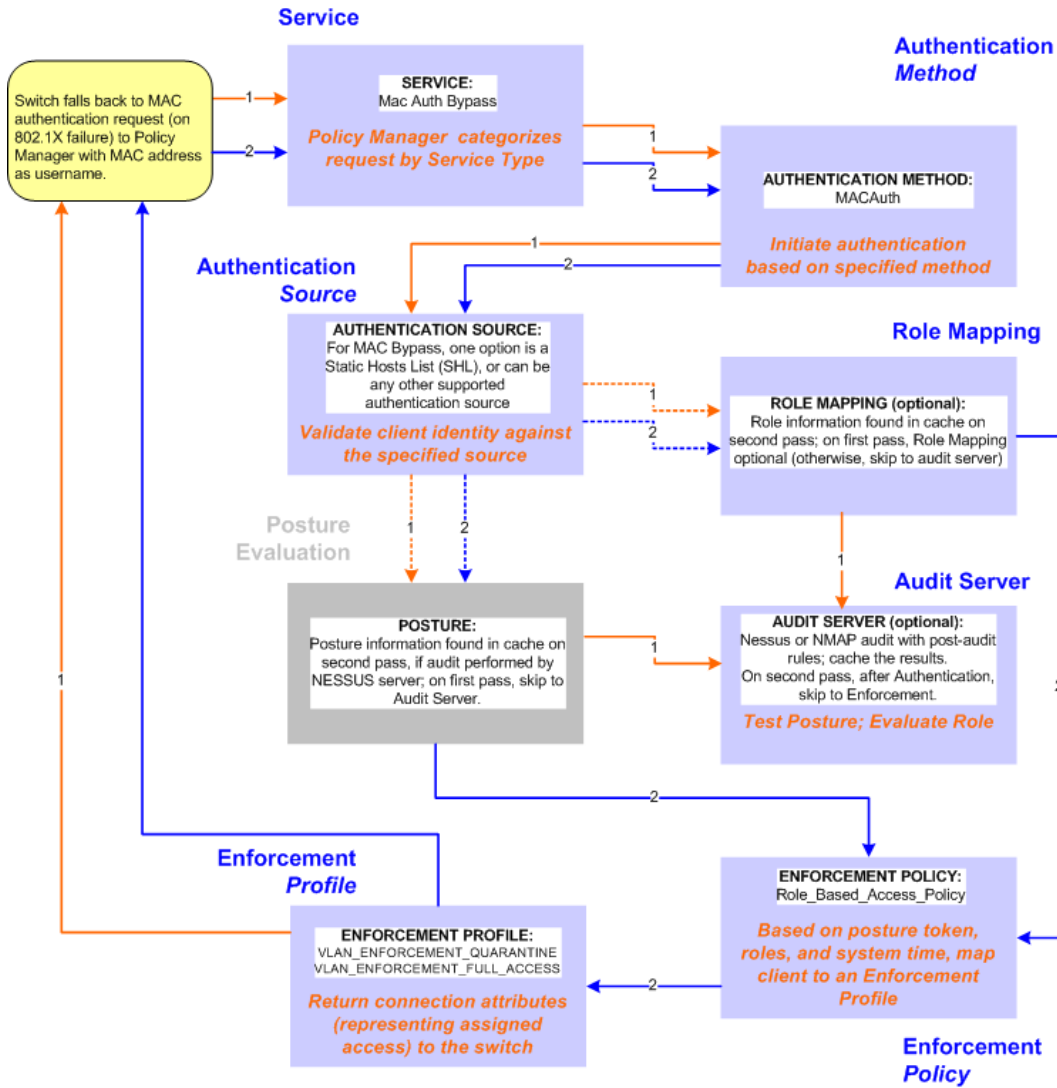 Service
Authentication
Method
Switch falls back to MAC
authentication request (on
802.1X failure) to Policy
Manager with MAC address
as username.
1
2
SERVICE:
Mac Auth Bypass
Policy Manager categorizes
request by Service Type
1
2
AUTHENTICATION METHOD:
MACAuth
Initiate authentication
based on specified method
1
2
Authentication
Source
AUTHENTICATION SOURCE:
For MAC Bypass, one option is a
Static Hosts List (SHL), or can be
any other supported
authentication source
Validate client identity against
the specified source
1
2
Role Mapping
ROLE MAPPING (optional):
Role information found in cache on
second pass; on first pass, Role Mapping
optional (otherwise, skip to audit server)
1
2
Posture
Evaluation
1
Audit Server
POSTURE:
Posture information found in cache on
second pass, if audit performed by
NESSUS server; on first pass, skip to
Audit Server.
1
AUDIT SERVER (optional):
Nessus or NMAP audit with post-audit
rules; cache the results.
On second pass, after Authentication,
skip to Enforcement.
Test Posture; Evaluate Role
1
2
2
Enforcement
Profile
ENFORCEMENT POLICY:
Role_Based_Access_Policy
Based on posture token,
roles, and system time, map
client to an Enforcement
Profile
2
ENFORCEMENT PROFILE:
VLAN_ENFORCEMENT_QUARANTINE
VLAN_ENFORCEMENT_FULL_ACCESS
Return connection attributes
(representing assigned
access) to the switch
Enforcement
Policy